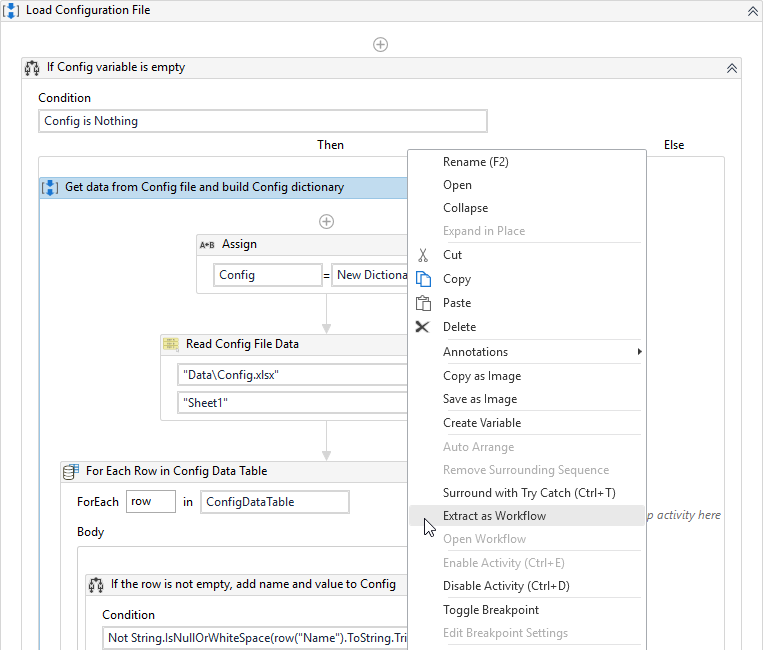 Load Configuration File
If Config variable is empty
Condition
Config is Nothing
Then
Else
Get data from Config file and build Config dictionary
A+B Assign
Config = New Dictiona
Read Config File Data
"Data\Config.xlsx"
"Sheet1"
For Each Row in Config Data Table
ForEach row in ConfigDataTable
Body
If the row is not empty, add name and value to Config
Condition
Not String.IsNullOrWhiteSpace(row("Name").ToString.Tri
Rename (F2)
Open
Collapse
Expand in Place
Cut
Copy
Paste
Delete
Annotations
Copy as Image
Save as Image
Create Variable
Auto Arrange
Remove Surrounding Sequence
Surround with Try Catch (Ctrl+T)
Extract as Workflow
Open Workflow
Enable Activity (Ctrl+E)
Disable Activity (Ctrl+D)
Toggle Breakpoint
Edit Breakpoint Settings
p activity here